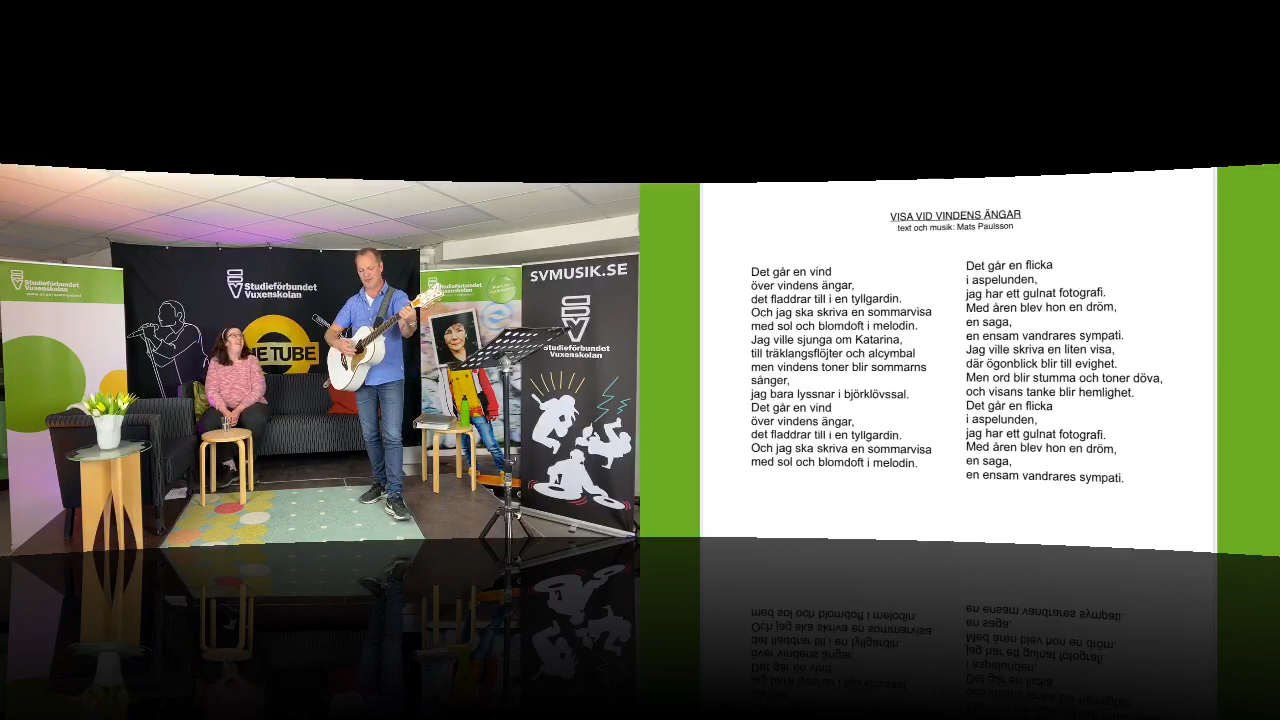 Studieförbundet
Vuxenskolan
Studieförbundet
Vuxenskolan
NE TUBE
Studieförbundet
Vuxenskolan
SVMUSIK.SE
Studieförbundet
Vuxenskolan
VISA VID VINDENS ÄNGAR
text och musik: Mats Paulsson
Det går en vind
över vindens ängar,
det fladdrar till i en tyllgardin.
Och jag ska skriva en sommarvisa
med sol och blomdoft i melodin.
Jag ville sjunga om Katarina,
till träklangsflöjter och alcymbal
men vindens toner blir sommarns
sånger,
jag bara lyssnar i björklövssal.
Det går en vind
över vindens ängar,
det fladdrar till i en tyllgardin.
Och jag ska skriva en sommarvisa
med sol och blomdoft i melodin.
Det går en flicka
i aspelunden,
jag har ett gulnat fotografi.
Med åren blev hon en dröm,
en saga,
en ensam vandrares sympati.
Jag ville skriva en liten visa,
där ögonblick blir till evighet.
Men ord blir stumma och toner döva,
och visans tanke blir hemlighet.
Det går en flicka
i aspelunden,
jag har ett gulnat fotografi.
Med åren blev hon en dröm,
en saga,
en ensam vandrares sympati.